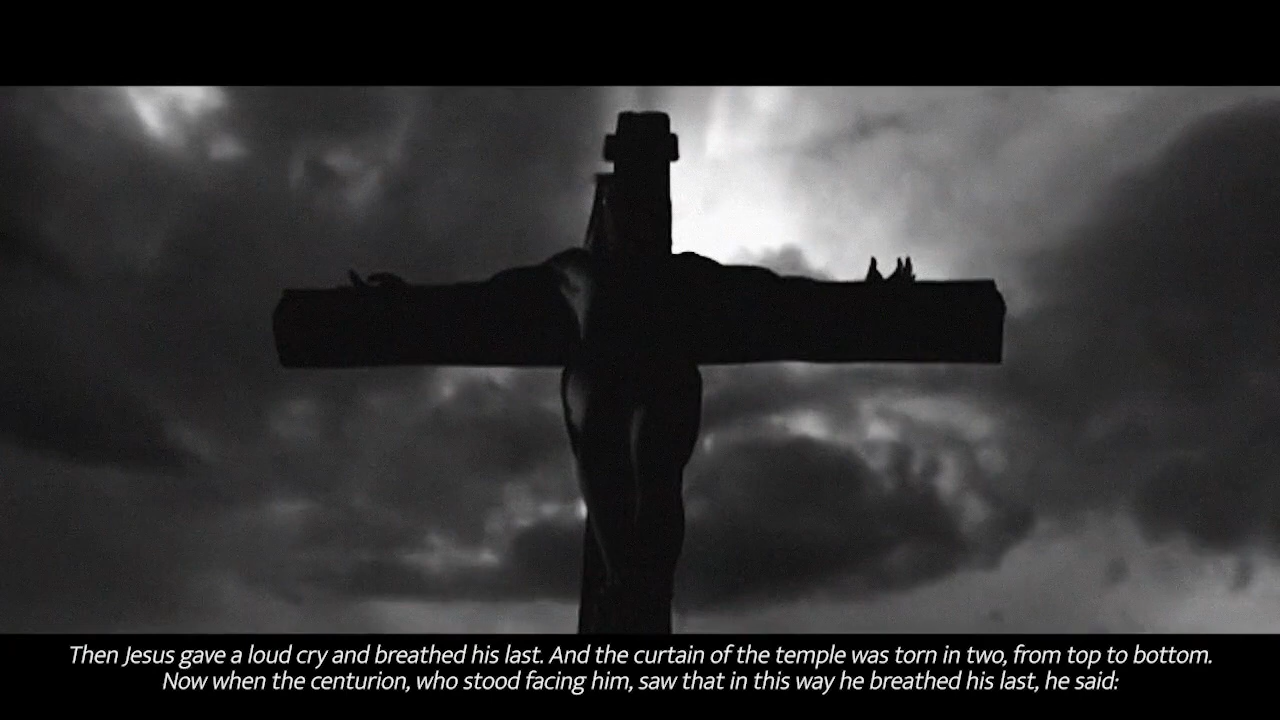 Then Jesus gave a loud cry and breathed his last. And the curtain of the temple was torn in two, from top to bottom.
Now when the centurion, who stood facing him, saw that in this way he breathed his last, he said: